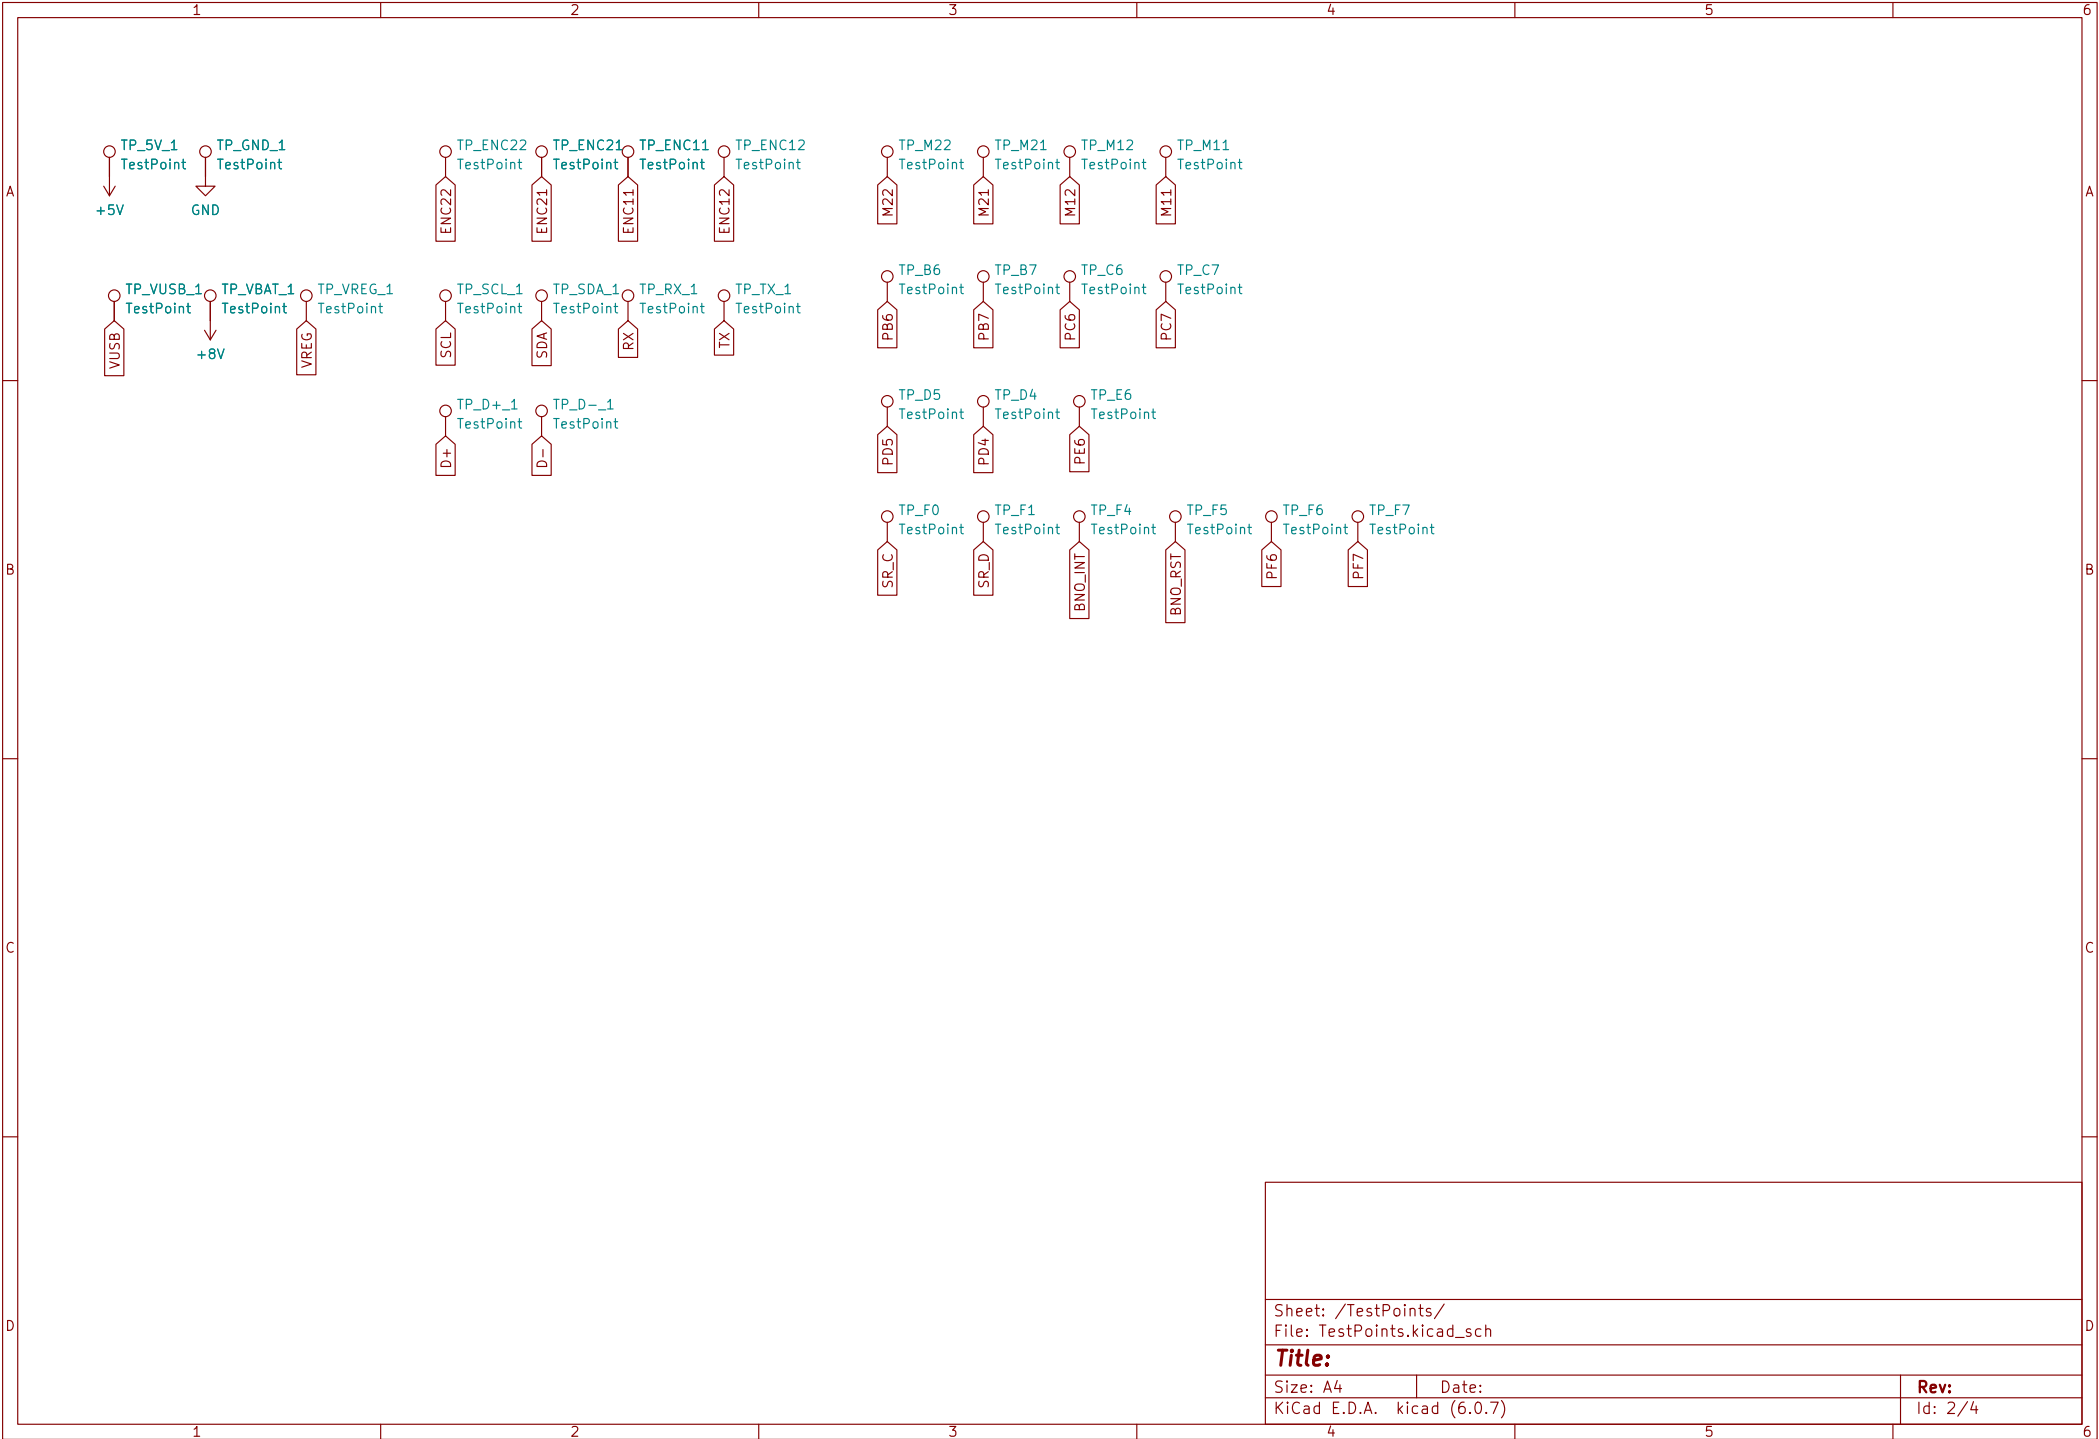 1 2 3 4 5 6
A A
B B
C C
D D
TP_5V_1
TestPoint
+5V
TP_GND_1
TestPoint
GND
TP_ENC22
TestPoint
ENC22
TP_ENC21
TestPoint
ENC21
TP_ENC11
TestPoint
ENC11
TP_ENC12
TestPoint
ENC12
TP_M22
TestPoint
M22
TP_M21
TestPoint
M21
TP_M12
TestPoint
M12
TP_M11
TestPoint
M11
TP_VUSB_1
TestPoint
VUSB
TP_VBAT_1
TestPoint
+8V
TP_VREG_1
TestPoint
VREG
TP_SCL_1
TestPoint
SCL
TP_SDA_1
TestPoint
SDA
TP_RX_1
TestPoint
RX
TP_TX_1
TestPoint
TX
TP_B6
TestPoint
PB6
TP_B7
TestPoint
PB7
TP_C6
TestPoint
PC6
TP_C7
TestPoint
PC7
TP_D+_1
TestPoint
D+
TP_D-_1
TestPoint
D-
TP_D5
TestPoint
PD5
TP_D4
TestPoint
PD4
TP_E6
TestPoint
PE6
TP_F0
TestPoint
SR_C
TP_F1
TestPoint
SR_D
TP_F4
TestPoint
BNO_INT
TP_F5
TestPoint
BNO_RST
TP_F6
TestPoint
PF6
TP_F7
TestPoint
PF7
Sheet: /TestPoints/
File: TestPoints.kicad_sch
Title:
Size: A4 Date: Rev:
KiCad E.D.A. kicad (6.0.7) Id: 2/4
1 2 3 4 5 6